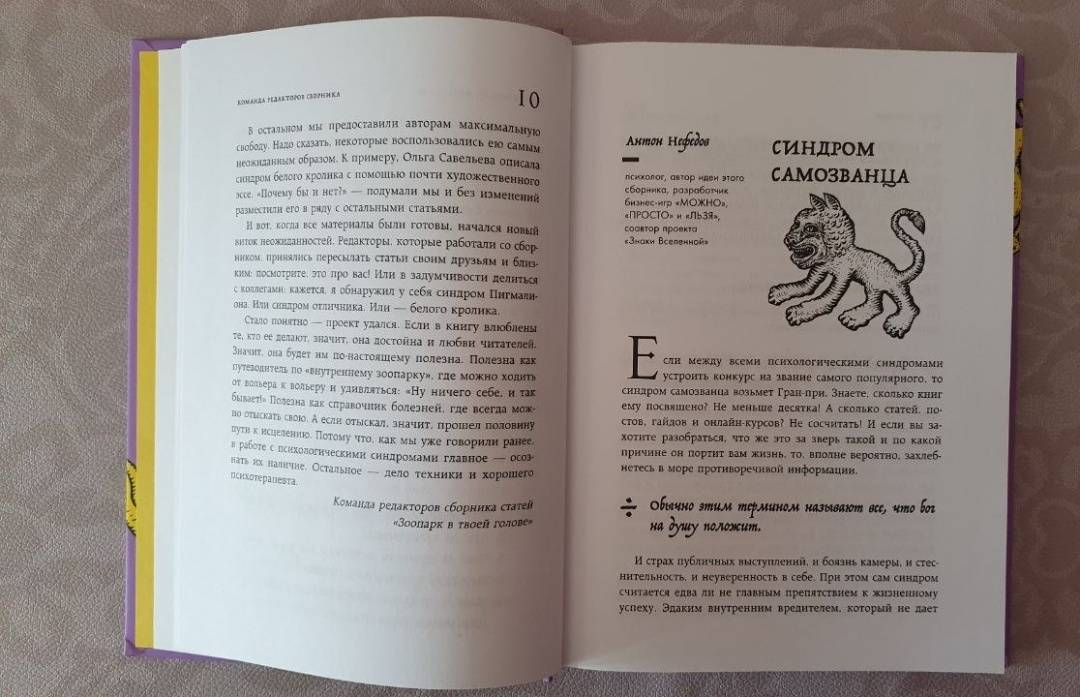 КОМАНДА РЕДАКТОРОВ СБОРНИКА
10
В остальном мы предоставили авторам максимальную
свободу. Надо сказать, некоторые воспользовались ею самым
неожиданным образом. К примеру, Ольга Савельева описала
синдром белого кролика с помощью почти художественного
эссе. «Почему бы и нет?» — подумали мы и без изменений
разместили его в ряду с остальными статьями.
И вот, когда все материалы были готовы, начался новый
виток неожиданностей. Редакторы, которые работали со сбор-
ником, принялись пересылать статьи своим друзьям и близ-
ким: посмотрите, это про вас! Или в задумчивости делиться
с коллегами: кажется, я обнаружил у себя синдром Пигмали-
она. Или синдром отличника. Или — белого кролика.
Стало понятно — проект удался. Если в книгу влюблены
те, кто ее делают, значит, она достойна и любви читателей.
Значит, она будет им по-настоящему полезна. Полезна как
путеводитель по «внутреннему зоопарку», где можно ходить
от вольера к вольеру и удивляться: «Ну ничего себе, и так
бывает!» Полезна как справочник болезней, где всегда мож-
но отыскать свою. А если отыскал, значит, прошел половину
пути к исцелению. Потому что, как мы уже говорили ранее,
в работе с психологическими синдромами главное — осоз-
нать их наличие. Остальное — дело техники и хорошего
психотерапевта.
Команда редакторов сборника статей
«Зоопарк в твоей голове»
Антон Нефедов
психолог, автор идеи этого
сборника, разработчик
бизнес-игр «МОЖНО»,
«ПРОСТО» и «ЛЬЗЯ»,
соавтор проекта
«Знаки Вселенной»
СИНДРОМ
САМОЗВАНЦА
Если между всеми психологическими синдромами
устроить конкурс на звание самого популярного, то
синдром самозванца возьмет Гран-при. Знаете, сколько книг
ему посвящено? Не меньше десятка! А сколько статей, по-
стов, гайдов и онлайн-курсов? Не сосчитать! И если вы за-
хотите разобраться, что же это за зверь такой и по какой
причине он портит вам жизнь, то, вполне вероятно, захлеб-
нетесь в море противоречивой информации.
÷ Обычно этим термином называют все, что бог
на душу положит.
И страх публичных выступлений, и боязнь камеры, и стес-
нительность, и неуверенность в себе. При этом сам синдром
считается едва ли не главным препятствием к жизненному
успеху. Эдаким внутренним вредителем, который не дает